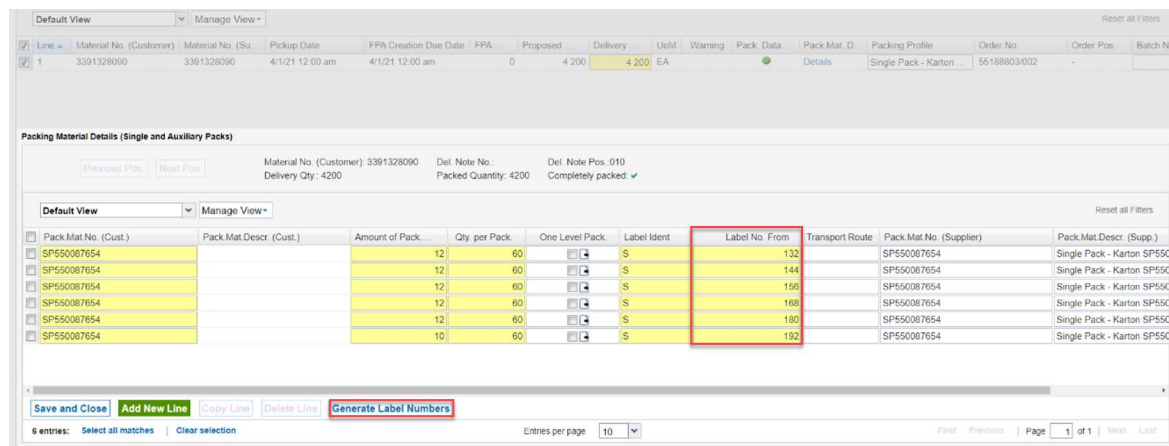 Default View Manage View Reset all Filters
Line Material No. (Customer) Material No. (Su... Pickup Date FPA Creation Due Date FPA... Proposed ... Delivery ... UoM Warning Pack. Data ... Pack.Mat. D... Packing Profile Order No. Order Pos. Batch N
1 3391328090 3391328090 4/1/21 12:00 am 4/1/21 12:00 am 0 4 200 4 200 EA Details Single Pack - Karton ... 55188803/002 -
Packing Material Details (Single and Auxiliary Packs)
Previous Pos. Next Pos. Material No. (Customer): 3391328090 Del. Note No.: Del. Note Pos.:010
Delivery Qty.: 4200 Packed Quantity: 4200 Completely packed:
Default View Manage View Reset all Filters
Pack.Mat.No. (Cust.) Pack.Mat.Descr. (Cust.) Amount of Pack.... Qty. per Pack. One Level Pack. Label Ident Label No. From Transport Route Pack.Mat.No. (Supplier) Pack.Mat.Descr. (Supp.)
SP550087654 12 60 S 132 SP550087654 Single Pack - Karton SP550
SP550087654 12 60 S 144 SP550087654 Single Pack - Karton SP550
SP550087654 12 60 S 156 SP550087654 Single Pack - Karton SP550
SP550087654 12 60 S 168 SP550087654 Single Pack - Karton SP550
SP550087654 12 60 S 180 SP550087654 Single Pack - Karton SP550
SP550087654 10 60 S 192 SP550087654 Single Pack - Karton SP550
Save and Close Add New Line Copy Line Delete Line Generate Label Numbers
6 entries: Select all matches Clear selection Entries per page 10 First Previous Page 1 of 1 Next Last